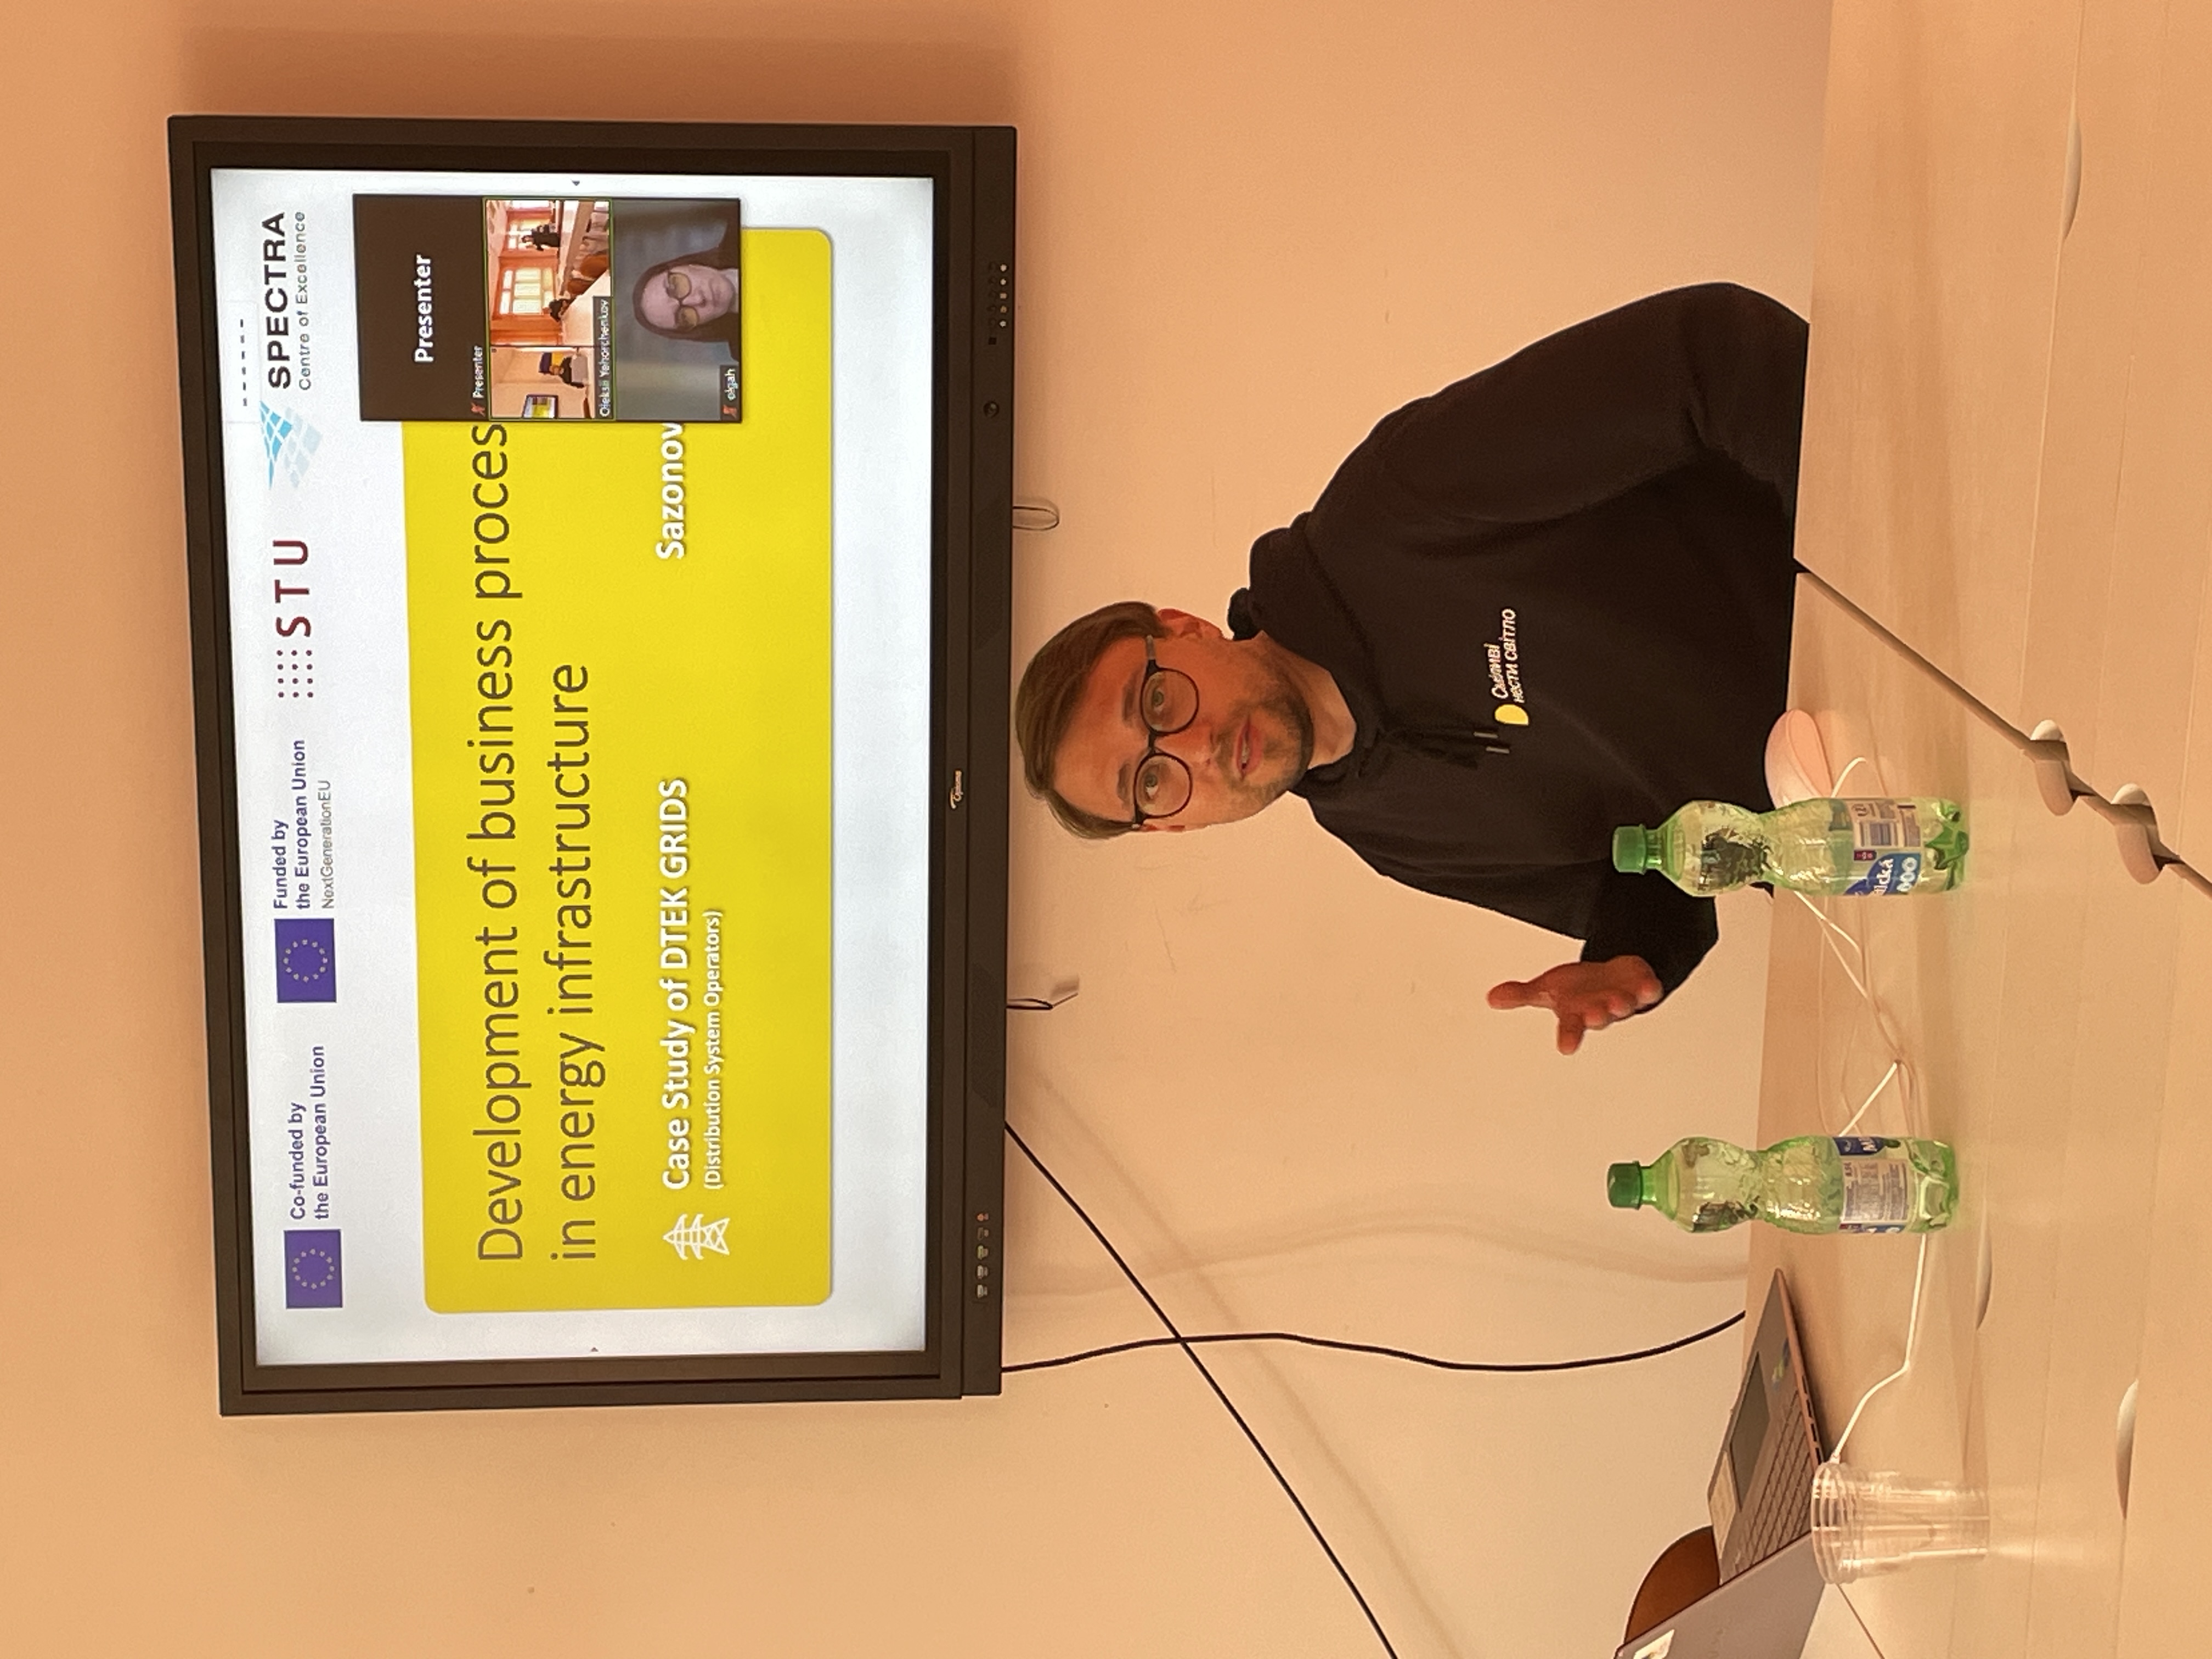 Co-funded by
the European Union
Funded by
the European Union
NextGenerationEU
STU
SPECTRA
Centre of Excellence
Development of business proces
in energy infrastructure
Case Study of DTEK GRIDS
(Distribution System Operators)
Sazonov
Presenter
Presenter
Oleksii Yehorchenkov
olgah
Optoma
Сміливі
нести світло